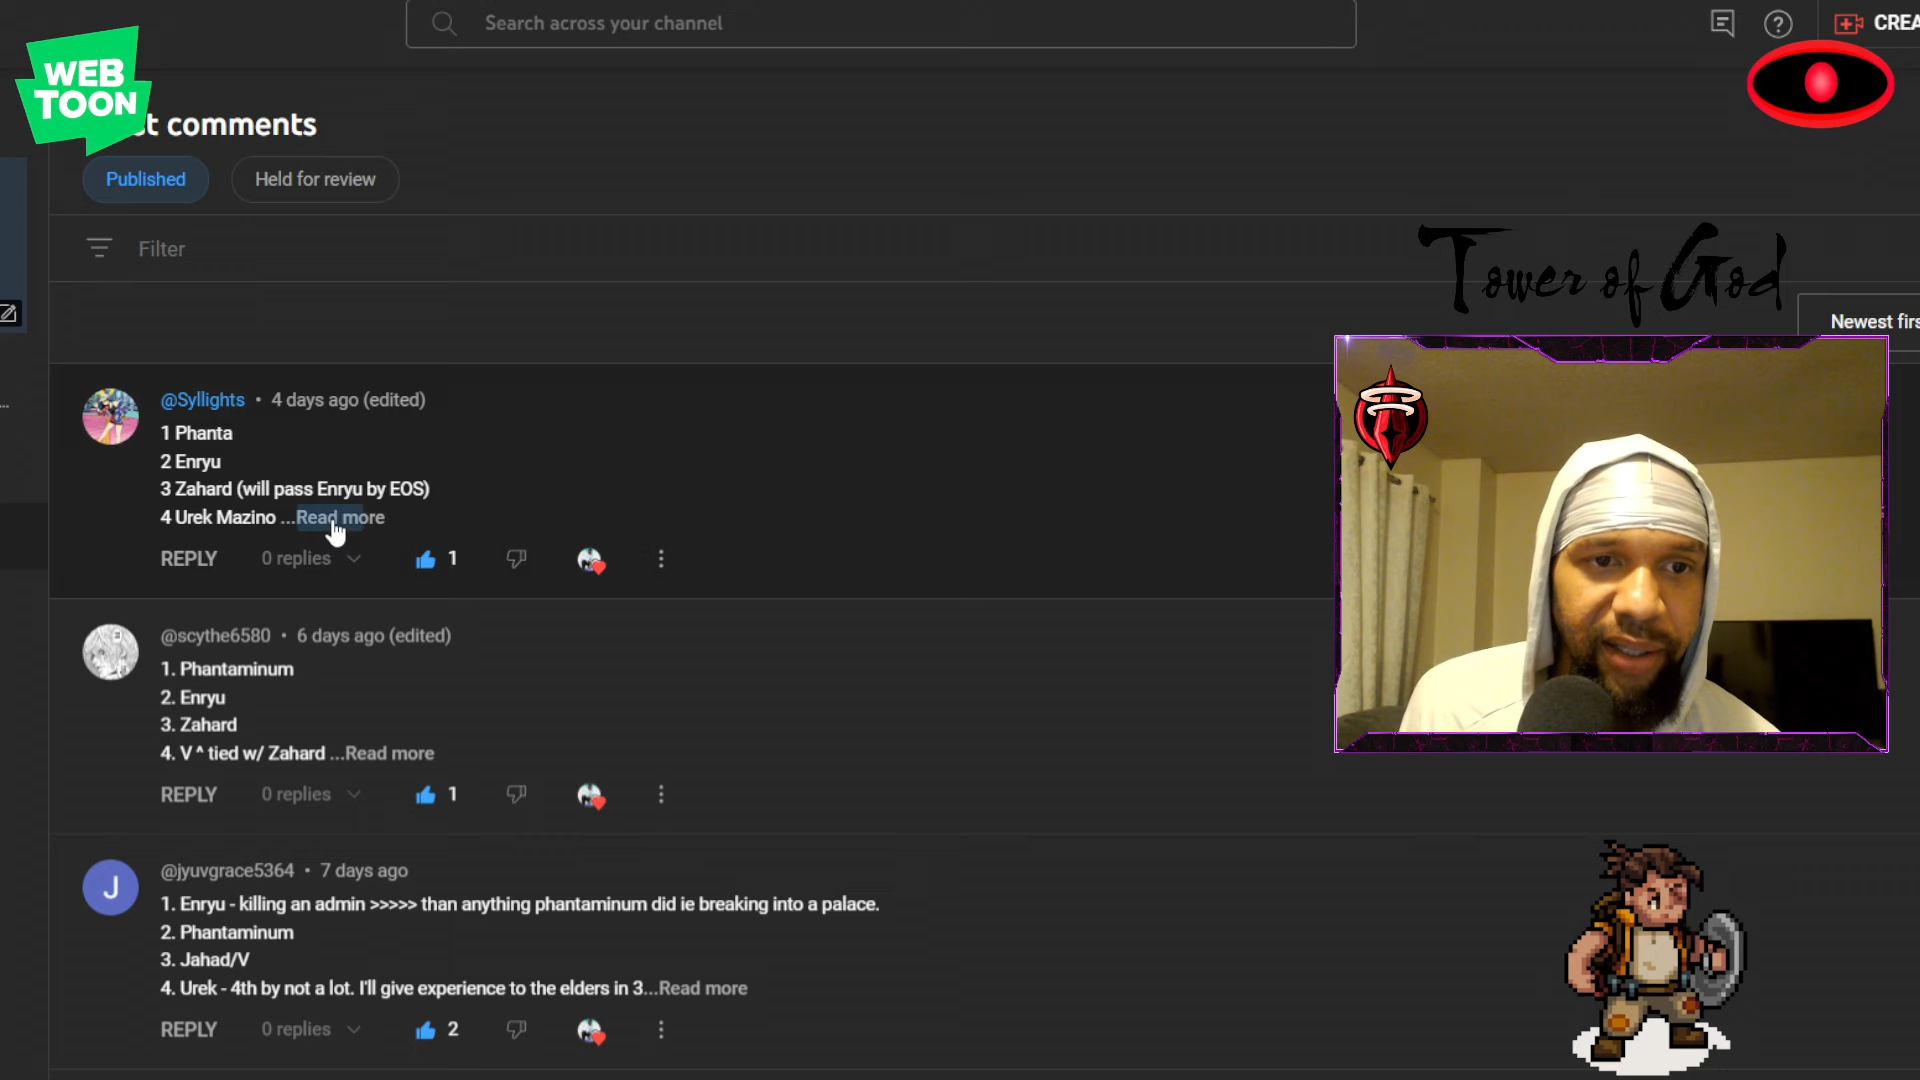 Search across your channel
CREA
WEB
TOON
st comments
Published
Held for review
Filter
Tower of God
Newest firs
@Syllights • 4 days ago (edited)
1 Phanta
2 Enryu
3 Zahard (will pass Enryu by EOS)
4 Urek Mazino ...Read more
REPLY 0 replies 1
@scythe6580 • 6 days ago (edited)
1. Phantaminum
2. Enryu
3. Zahard
4. V ^ tied w/ Zahard ...Read more
REPLY 0 replies 1
J
@jyuvgrace5364 • 7 days ago
1. Enryu - killing an admin >>>>> than anything phantaminum did ie breaking into a palace.
2. Phantaminum
3. Jahad/V
4. Urek - 4th by not a lot. I'll give experience to the elders in 3...Read more
REPLY 0 replies 2